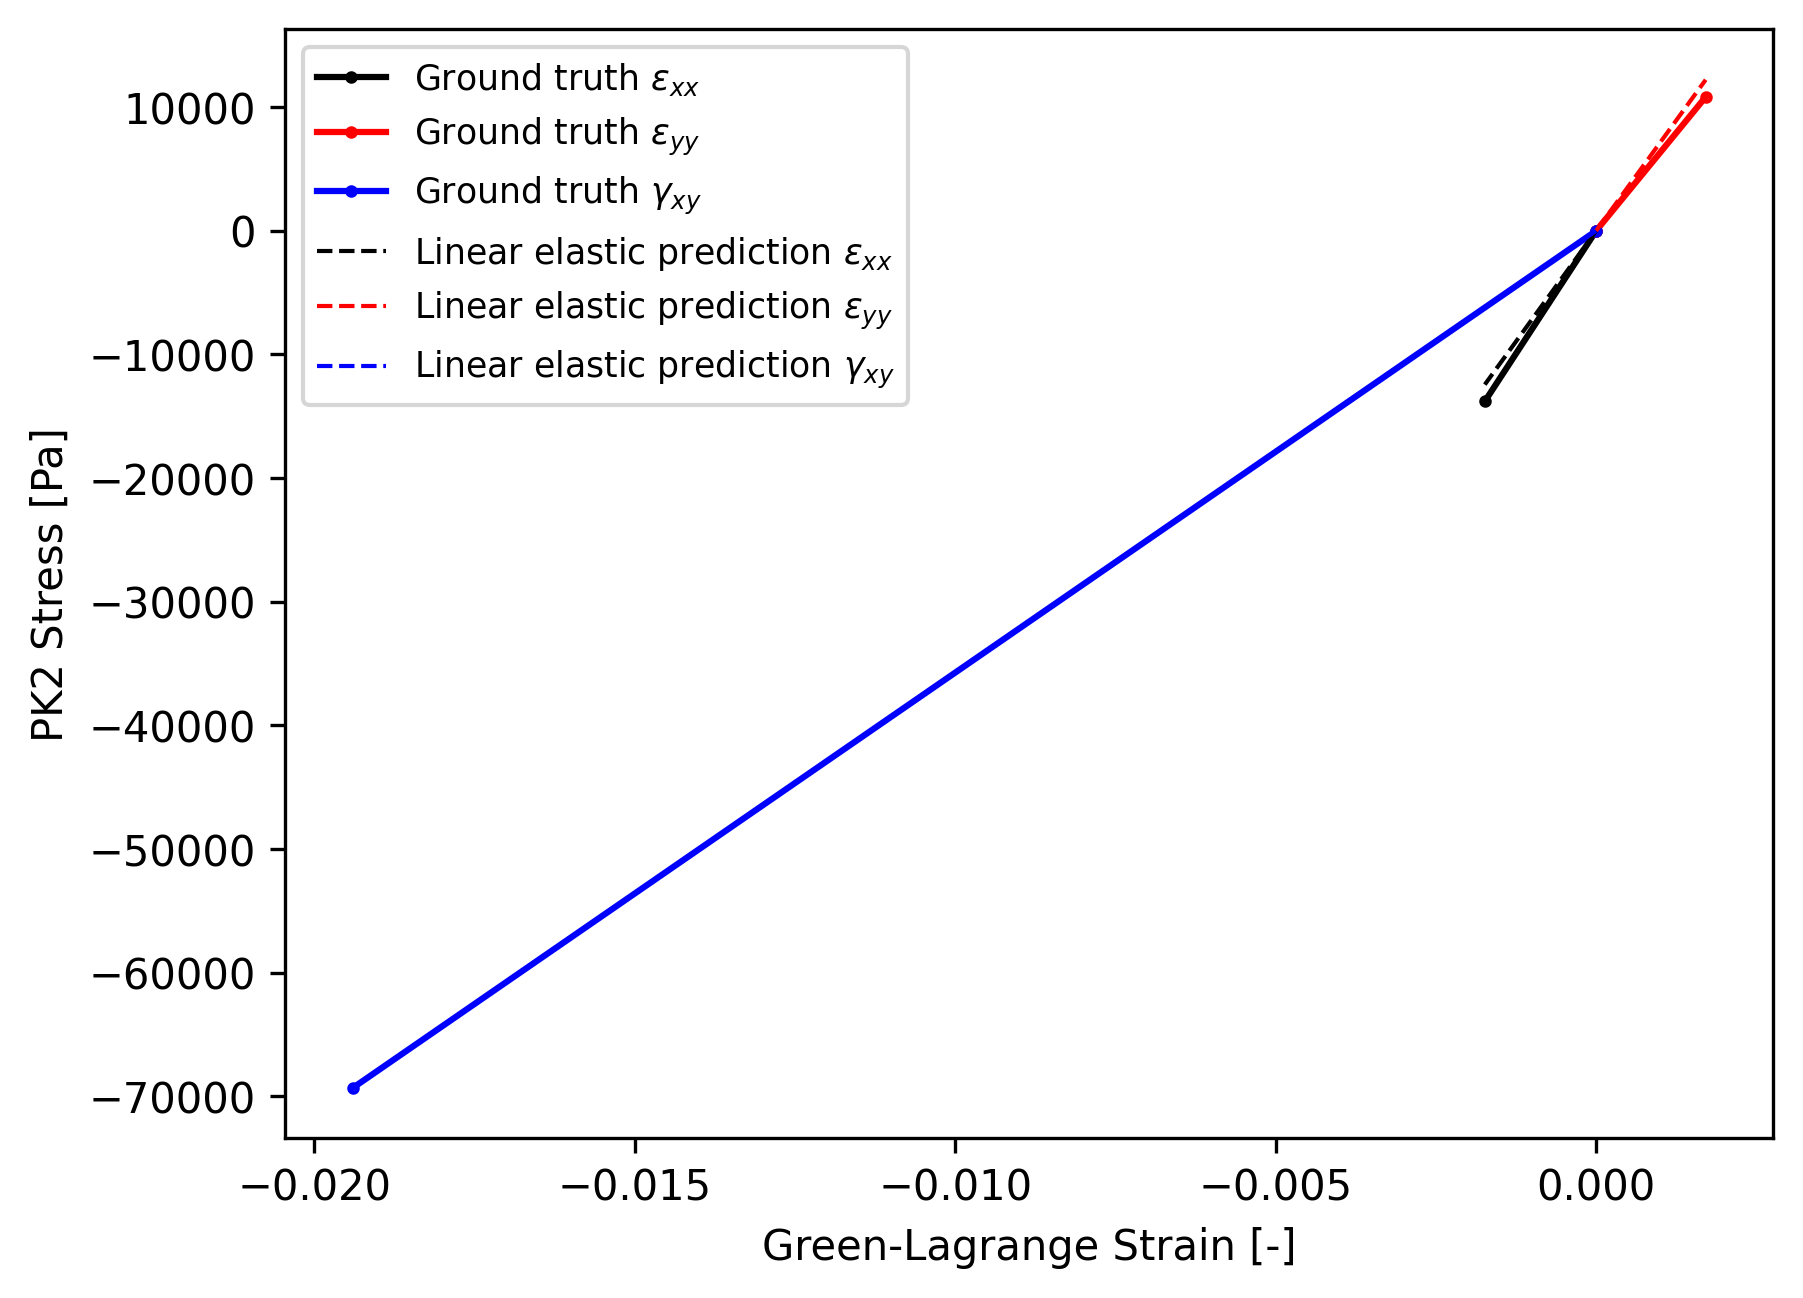 Ground truth εxx
Ground truth εyy
Ground truth γxy
Linear elastic prediction εxx
Linear elastic prediction εyy
Linear elastic prediction γxy
10000
0
−10000
−20000
−30000
−40000
−50000
−60000
−70000
PK2 Stress [Pa]
−0.020 −0.015 −0.010 −0.005 0.000
Green-Lagrange Strain [-]